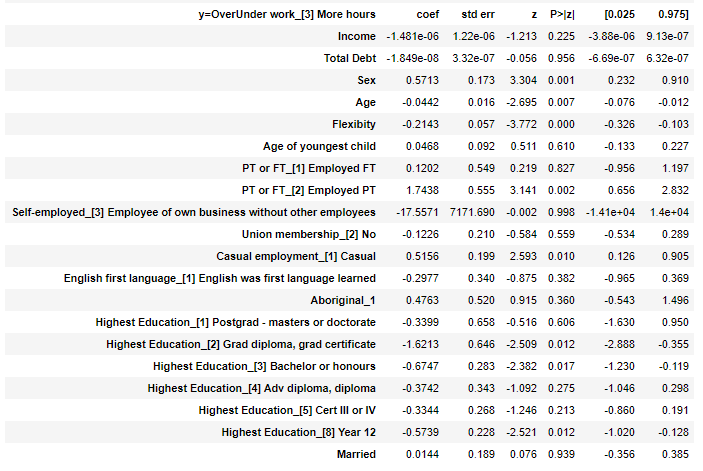 y=OverUnder work_[3] More hours coef std err z P>|z| [0.025 0.975]
Income -1.481e-06 1.22e-06 -1.213 0.225 -3.88e-06 9.13e-07
Total Debt -1.849e-08 3.32e-07 -0.056 0.956 -6.69e-07 6.32e-07
Sex 0.5713 0.173 3.304 0.001 0.232 0.910
Age -0.0442 0.016 -2.695 0.007 -0.076 -0.012
Flexibity -0.2143 0.057 -3.772 0.000 -0.326 -0.103
Age of youngest child 0.0468 0.092 0.511 0.610 -0.133 0.227
PT or FT_[1] Employed FT 0.1202 0.549 0.219 0.827 -0.956 1.197
PT or FT_[2] Employed PT 1.7438 0.555 3.141 0.002 0.656 2.832
Self-employed_[3] Employee of own business without other employees -17.5571 7171.690 -0.002 0.998 -1.41e+04 1.4e+04
Union membership_[2] No -0.1226 0.210 -0.584 0.559 -0.534 0.289
Casual employment_[1] Casual 0.5156 0.199 2.593 0.010 0.126 0.905
English first language_[1] English was first language learned -0.2977 0.340 -0.875 0.382 -0.965 0.369
Aboriginal_1 0.4763 0.520 0.915 0.360 -0.543 1.496
Highest Education_[1] Postgrad - masters or doctorate -0.3399 0.658 -0.516 0.606 -1.630 0.950
Highest Education_[2] Grad diploma, grad certificate -1.6213 0.646 -2.509 0.012 -2.888 -0.355
Highest Education_[3] Bachelor or honours -0.6747 0.283 -2.382 0.017 -1.230 -0.119
Highest Education_[4] Adv diploma, diploma -0.3742 0.343 -1.092 0.275 -1.046 0.298
Highest Education_[5] Cert III or IV -0.3344 0.268 -1.246 0.213 -0.860 0.191
Highest Education_[8] Year 12 -0.5739 0.228 -2.521 0.012 -1.020 -0.128
Married 0.0144 0.189 0.076 0.939 -0.356 0.385